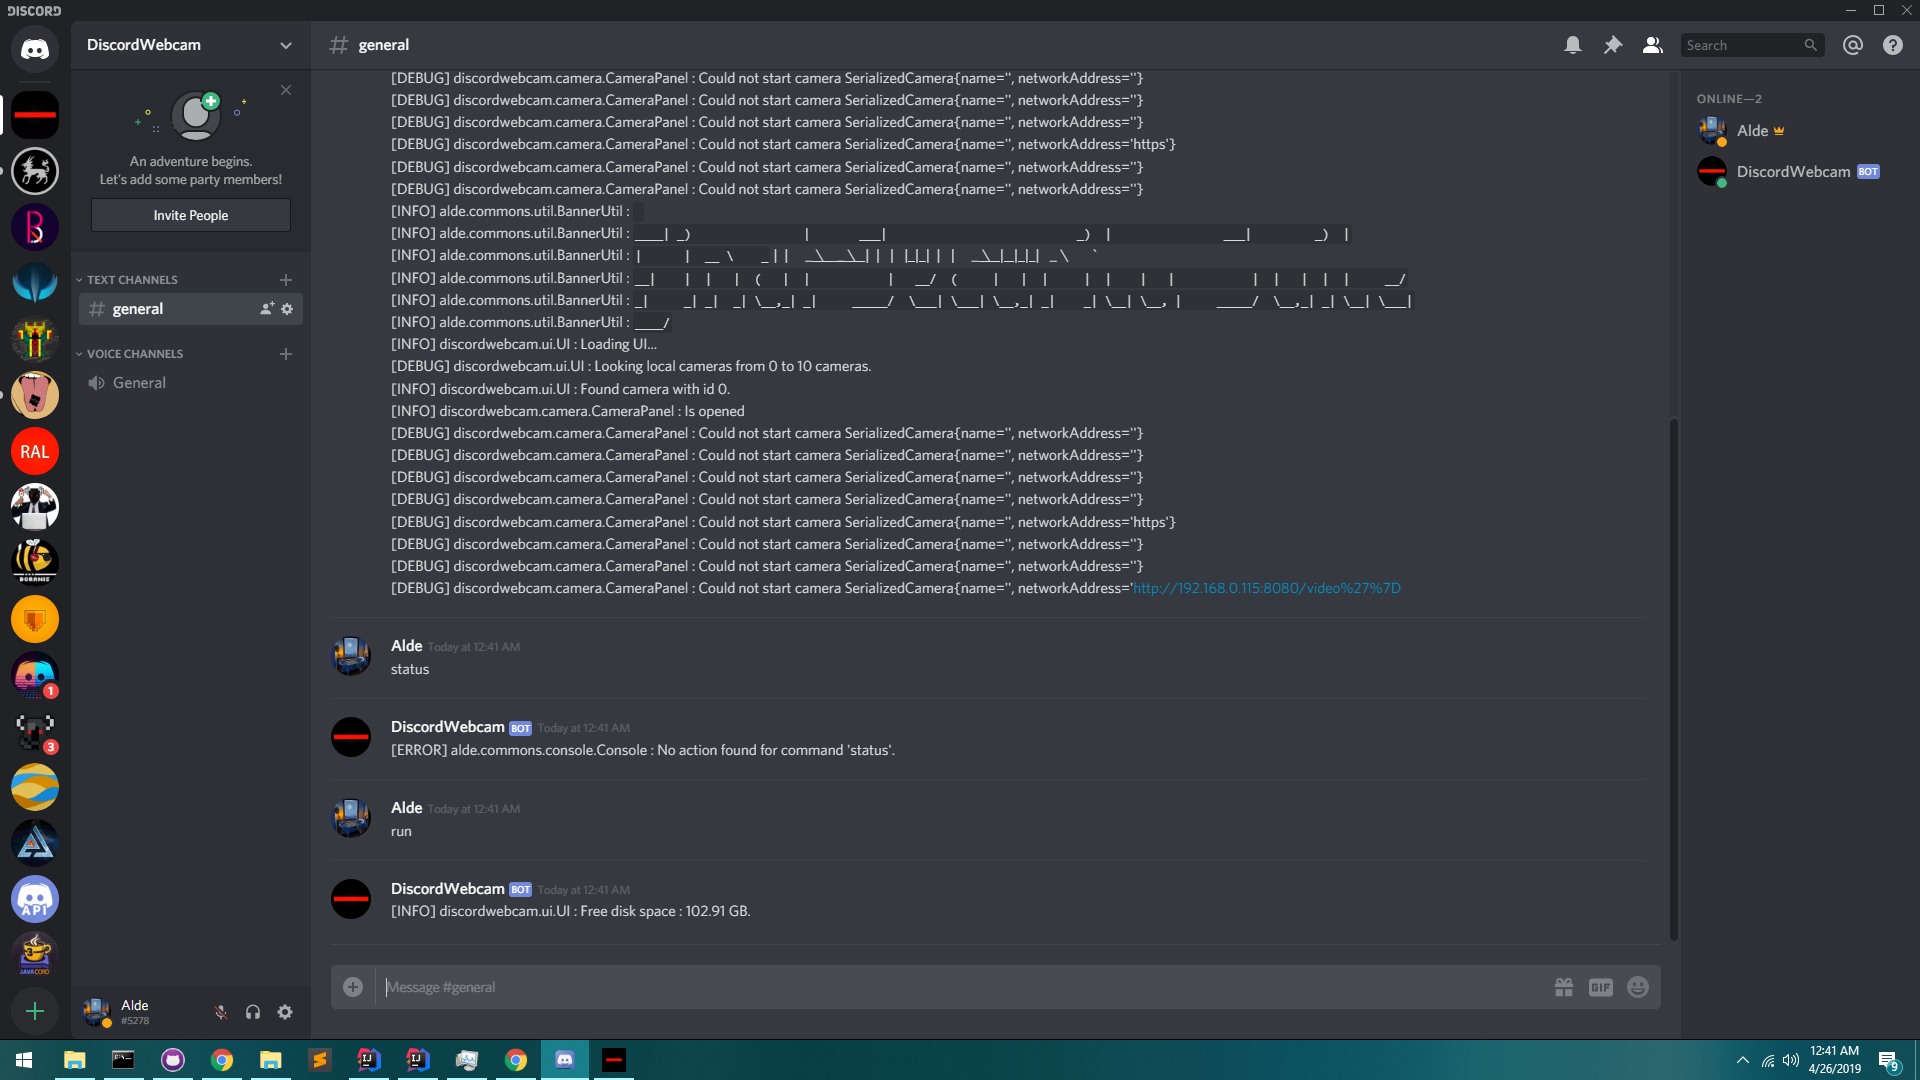 DISCORD
DiscordWebcam
general
Search
An adventure begins.
Let's add some party members!
Invite People
TEXT CHANNELS
general
VOICE CHANNELS
General
RAL
BORANIS
1
3
API
JAVACORD
Alde
#5278
[DEBUG] discordwebcam.camera.CameraPanel : Could not start camera SerializedCamera{name='', networkAddress=''}
[DEBUG] discordwebcam.camera.CameraPanel : Could not start camera SerializedCamera{name='', networkAddress=''}
[DEBUG] discordwebcam.camera.CameraPanel : Could not start camera SerializedCamera{name='', networkAddress=''}
[DEBUG] discordwebcam.camera.CameraPanel : Could not start camera SerializedCamera{name='', networkAddress='https'}
[DEBUG] discordwebcam.camera.CameraPanel : Could not start camera SerializedCamera{name='', networkAddress=''}
[DEBUG] discordwebcam.camera.CameraPanel : Could not start camera SerializedCamera{name='', networkAddress=''}
[INFO] alde.commons.util.BannerUtil :
[INFO] alde.commons.util.BannerUtil :
[INFO] alde.commons.util.BannerUtil :
[INFO] alde.commons.util.BannerUtil :
[INFO] alde.commons.util.BannerUtil :
[INFO] alde.commons.util.BannerUtil : ____/
[INFO] discordwebcam.ui.UI : Loading UI...
[DEBUG] discordwebcam.ui.UI : Looking local cameras from 0 to 10 cameras.
[INFO] discordwebcam.ui.UI : Found camera with id 0.
[INFO] discordwebcam.camera.CameraPanel : Is opened
[DEBUG] discordwebcam.camera.CameraPanel : Could not start camera SerializedCamera{name='', networkAddress=''}
[DEBUG] discordwebcam.camera.CameraPanel : Could not start camera SerializedCamera{name='', networkAddress=''}
[DEBUG] discordwebcam.camera.CameraPanel : Could not start camera SerializedCamera{name='', networkAddress=''}
[DEBUG] discordwebcam.camera.CameraPanel : Could not start camera SerializedCamera{name='', networkAddress=''}
[DEBUG] discordwebcam.camera.CameraPanel : Could not start camera SerializedCamera{name='', networkAddress='https'}
[DEBUG] discordwebcam.camera.CameraPanel : Could not start camera SerializedCamera{name='', networkAddress=''}
[DEBUG] discordwebcam.camera.CameraPanel : Could not start camera SerializedCamera{name='', networkAddress=''}
[DEBUG] discordwebcam.camera.CameraPanel : Could not start camera SerializedCamera{name='', networkAddress='http://192.168.0.115:8080/video%27%7D
Alde Today at 12:41 AM
status
DiscordWebcam BOT Today at 12:41 AM
[ERROR] alde.commons.console.Console : No action found for command 'status'.
Alde Today at 12:41 AM
run
DiscordWebcam BOT Today at 12:41 AM
[INFO] discordwebcam.ui.UI : Free disk space : 102.91 GB.
Message #general
GIF
ONLINE—2
Alde
DiscordWebcam BOT
12:41 AM
4/26/2019
9